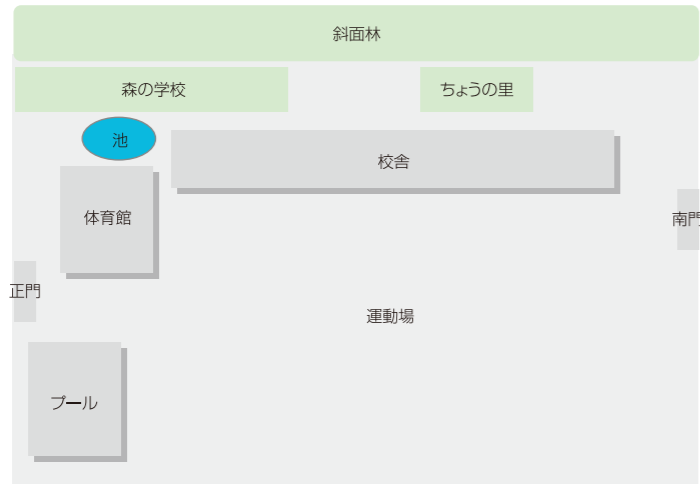 斜面林
森の学校
ちょうの里
池
校舎
体育館
南門
正門
運動場
プール